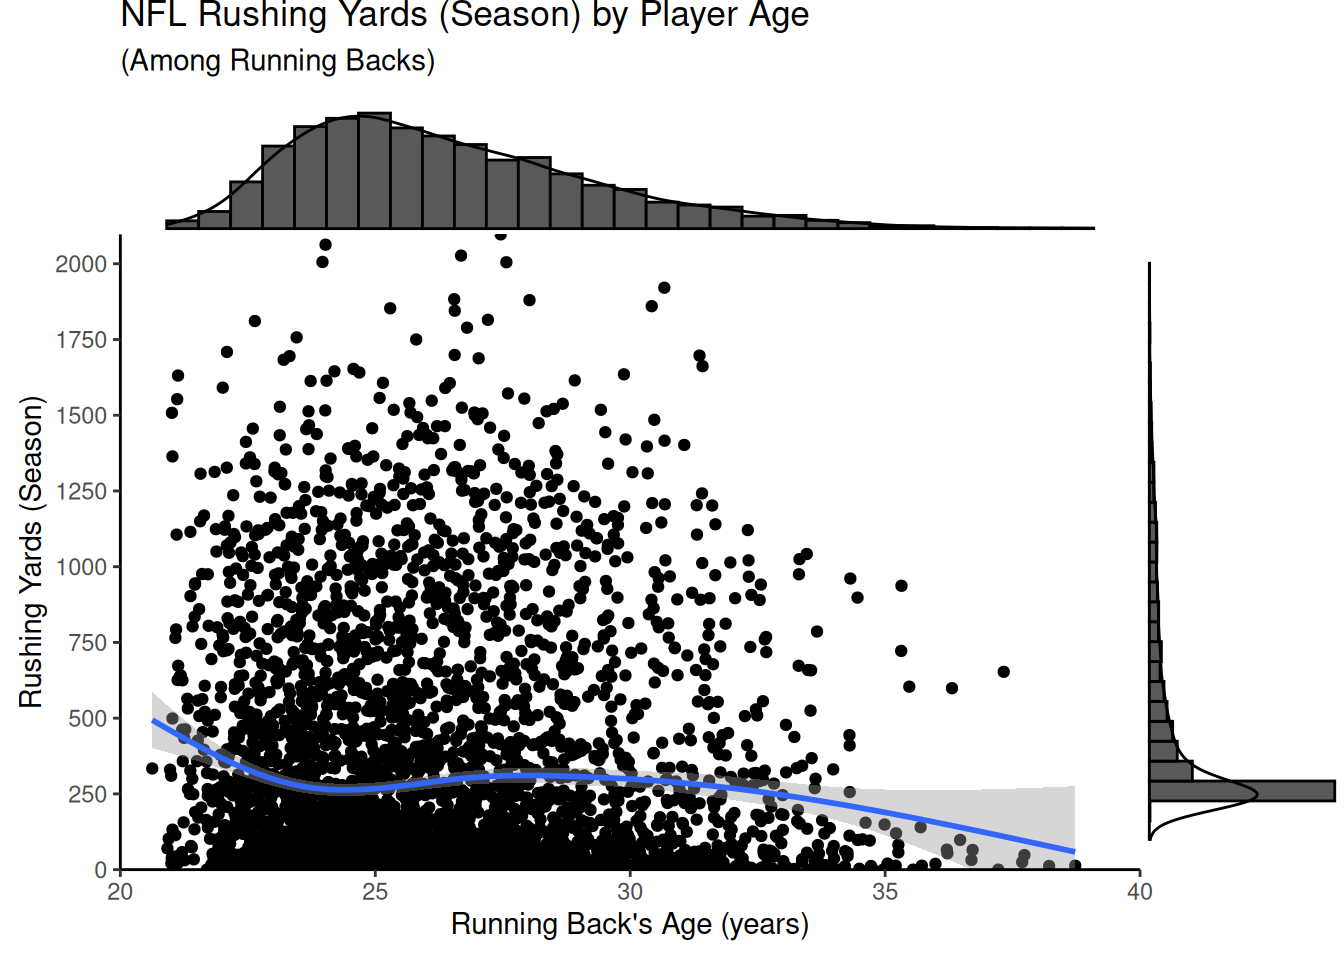 NFL Rushing Yards (Season) by Player Age
(Among Running Backs)
2000
1750
1500
1250
1000
750
500
250
0
Rushing Yards (Season)
20 25 30 35 40
Running Back's Age (years)